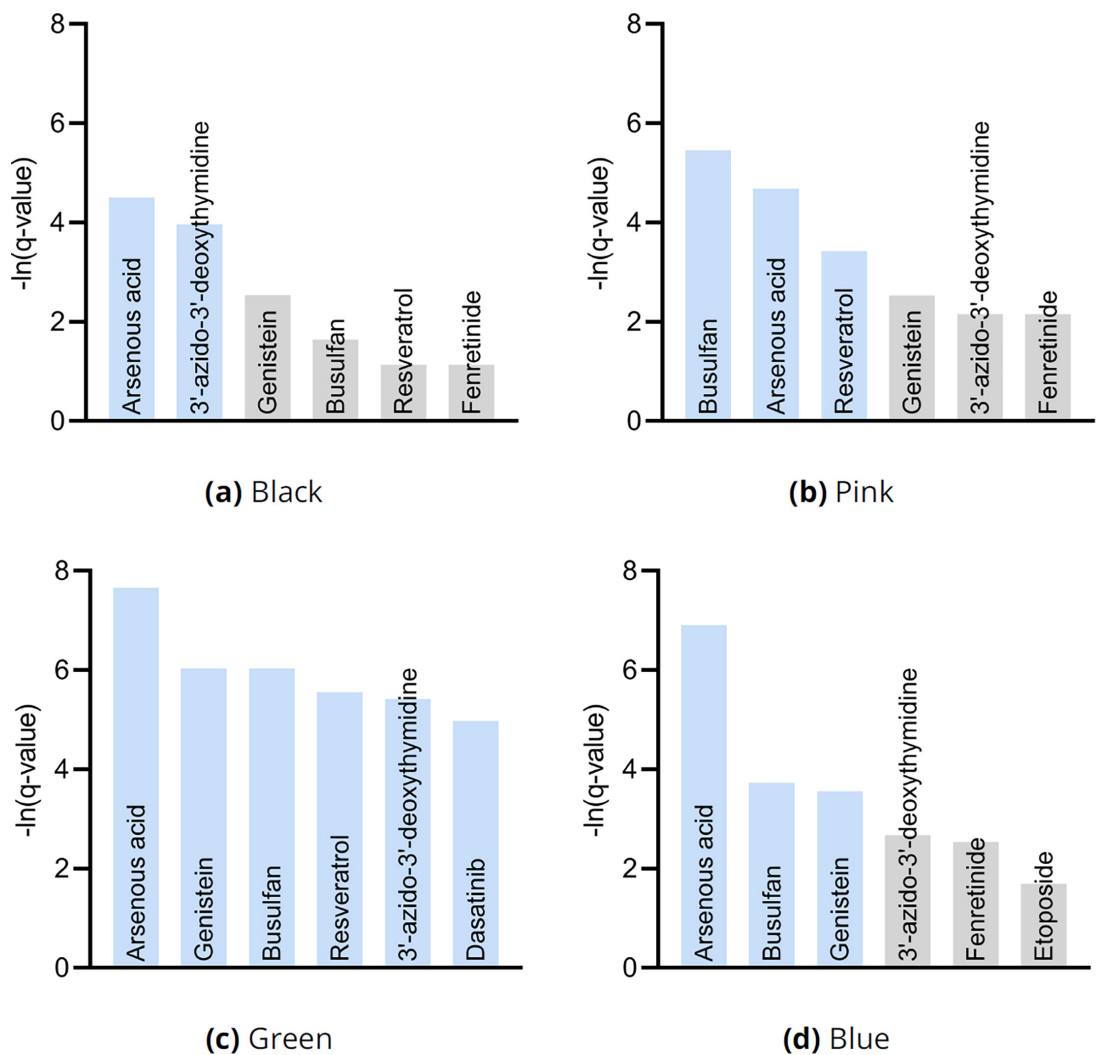 8
6
4
2
0
-ln(q-value)
Arsenous acid
3'-azido-3'-deoxythymidine
Genistein
Busulfan
Resveratrol
Fenretinide
(a) Black
8
6
4
2
0
-ln(q-value)
Busulfan
Arsenous acid
Resveratrol
Genistein
3'-azido-3'-deoxythymidine
Fenretinide
(b) Pink
8
6
4
2
0
-ln(q-value)
Arsenous acid
Genistein
Busulfan
Resveratrol
3'-azido-3'-deoxythymidine
Dasatinib
(c) Green
8
6
4
2
0
-ln(q-value)
Arsenous acid
Busulfan
Genistein
3'-azido-3'-deoxythymidine
Fenretinide
Etoposide
(d) Blue